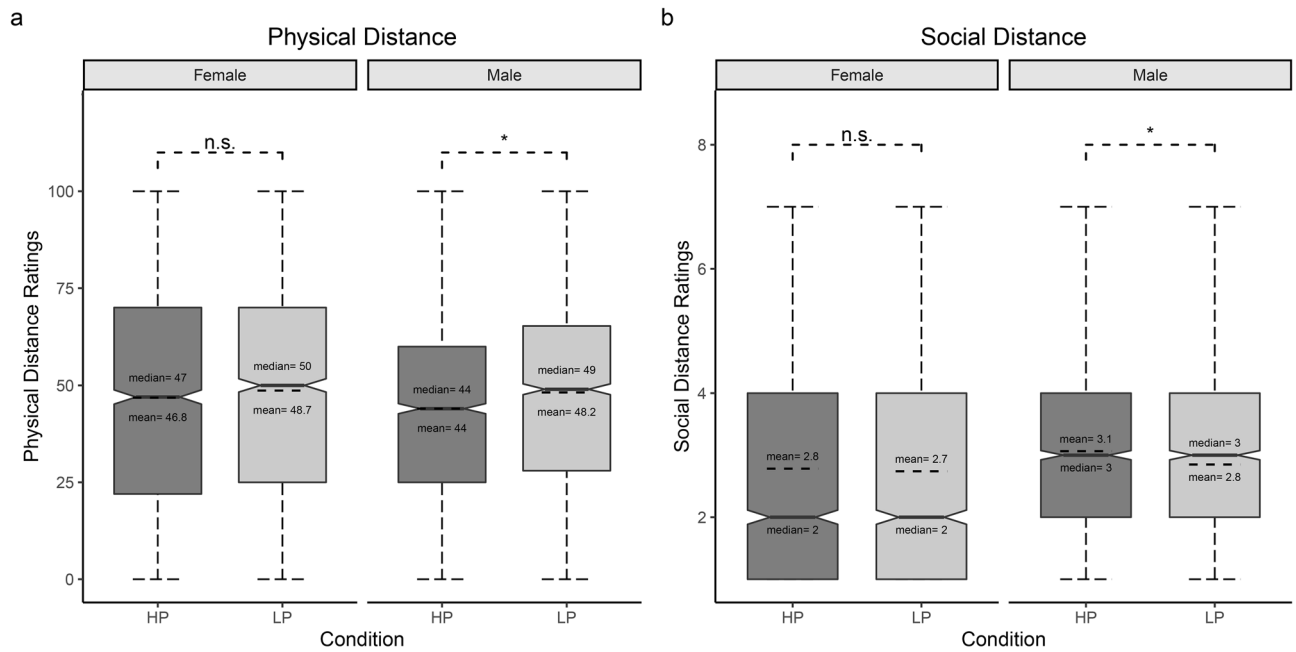 a
Physical Distance
Female
Male
n.s.
*
Physical Distance Ratings
100
75
50
25
0
median= 47
mean= 46.8
median= 50
mean= 48.7
median= 44
mean= 44
median= 49
mean= 48.2
HP
LP
HP
LP
Condition
b
Social Distance
Female
Male
n.s.
*
Social Distance Ratings
8
6
4
2
mean= 2.8
median= 2
mean= 2.7
median= 2
mean= 3.1
median= 3
median= 3
mean= 2.8
HP
LP
HP
LP
Condition